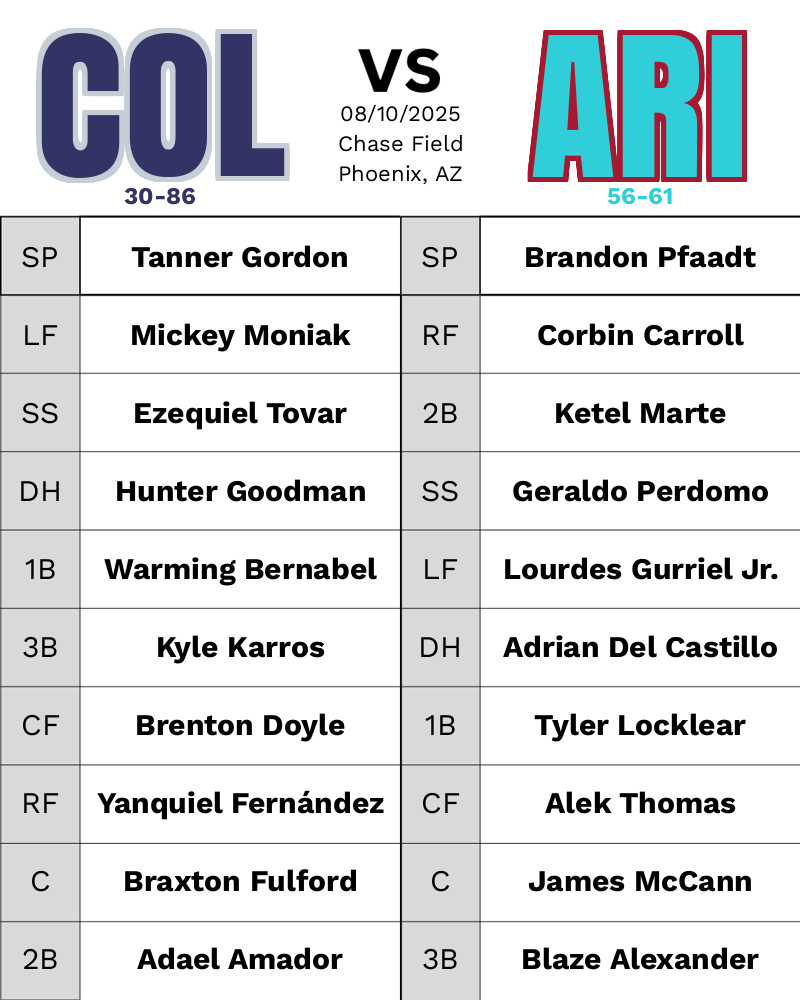 COL
VS
ARI
08/10/2025
Chase Field
Phoenix, AZ
30-86
56-61
SP Tanner Gordon SP Brandon Pfaadt
LF Mickey Moniak RF Corbin Carroll
SS Ezequiel Tovar 2B Ketel Marte
DH Hunter Goodman SS Geraldo Perdomo
1B Warming Bernabel LF Lourdes Gurriel Jr.
3B Kyle Karros DH Adrian Del Castillo
CF Brenton Doyle 1B Tyler Locklear
RF Yanquiel Fernández CF Alek Thomas
C Braxton Fulford C James McCann
2B Adael Amador 3B Blaze Alexander